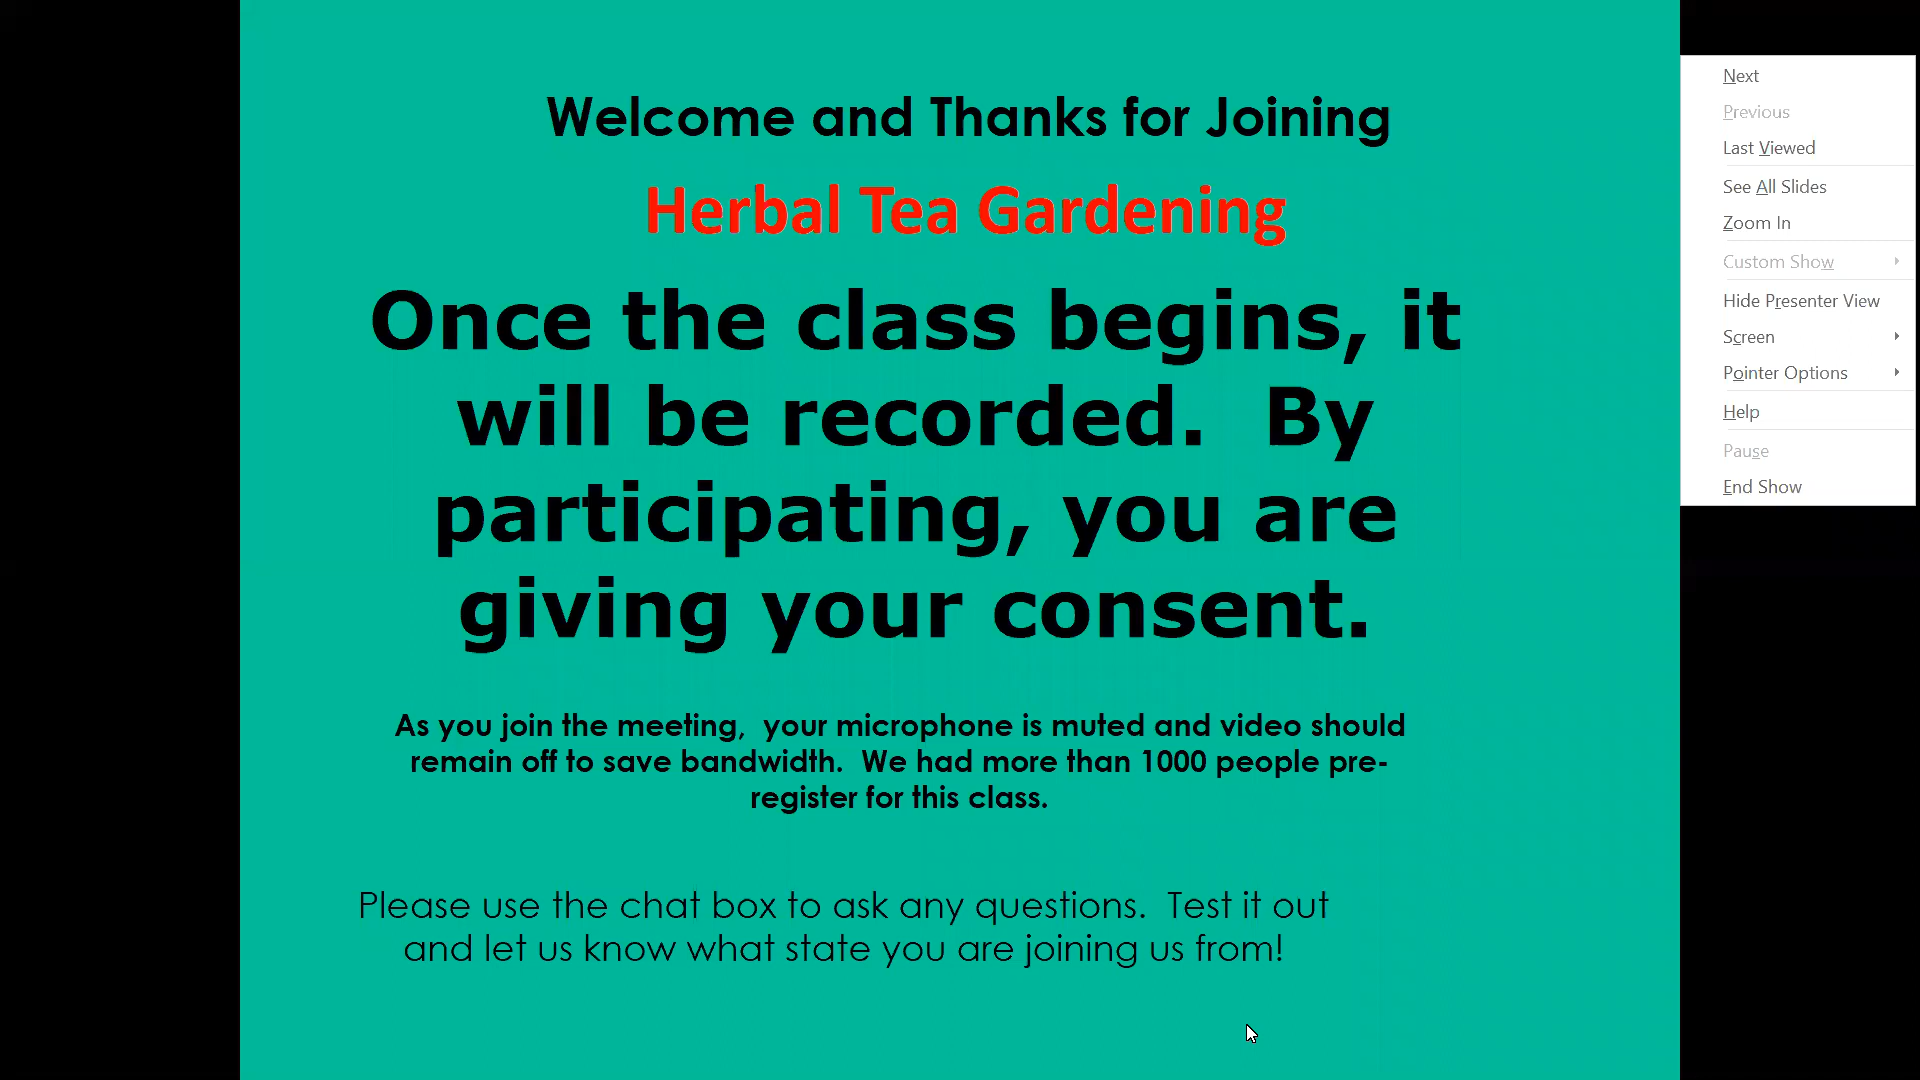 Welcome and Thanks for Joining
Herbal Tea Gardening
Once the class begins, it
will be recorded.  By
participating, you are
giving your consent.
As you join the meeting,  your microphone is muted and video should
remain off to save bandwidth.  We had more than 1000 people pre-
register for this class.
Please use the chat box to ask any questions.  Test it out
and let us know what state you are joining us from!
Next
Previous
Last Viewed
See All Slides
Zoom In
Custom Show
Hide Presenter View
Screen
Pointer Options
Help
Pause
End Show